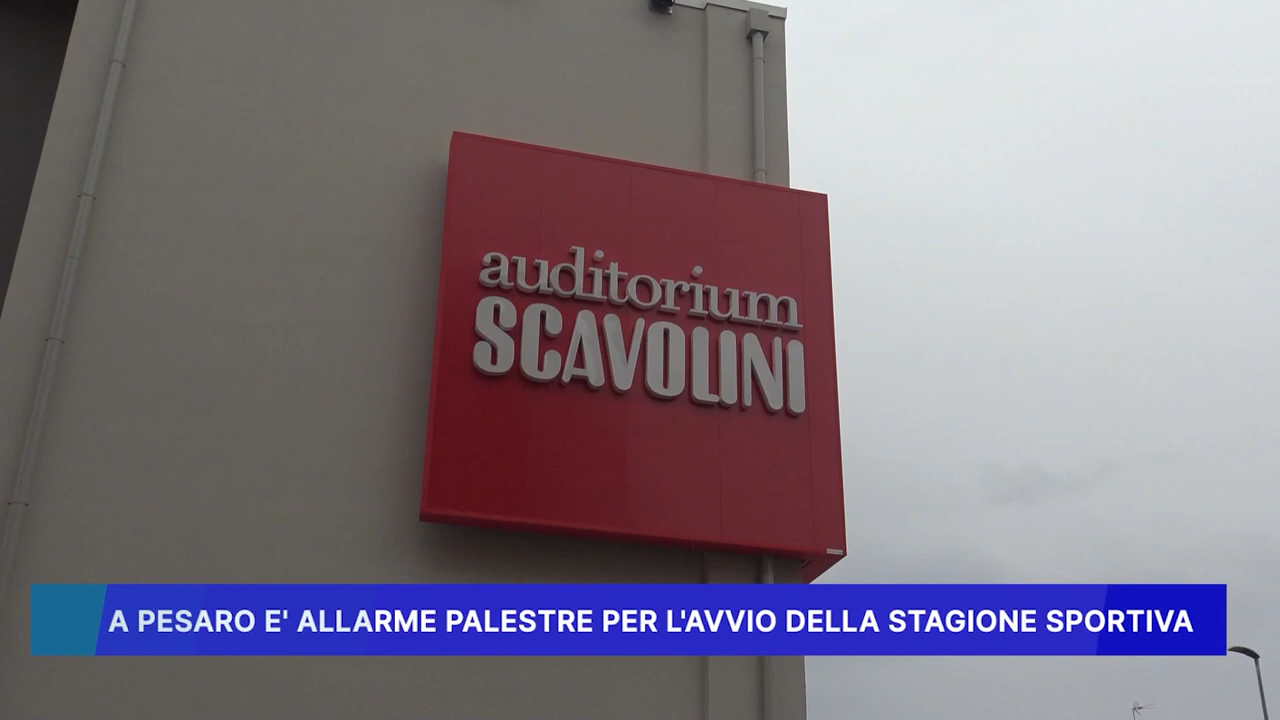 auditorium
SCAVOLINI
A PESARO E' ALLARME PALESTRE PER L'AVVIO DELLA STAGIONE SPORTIVA